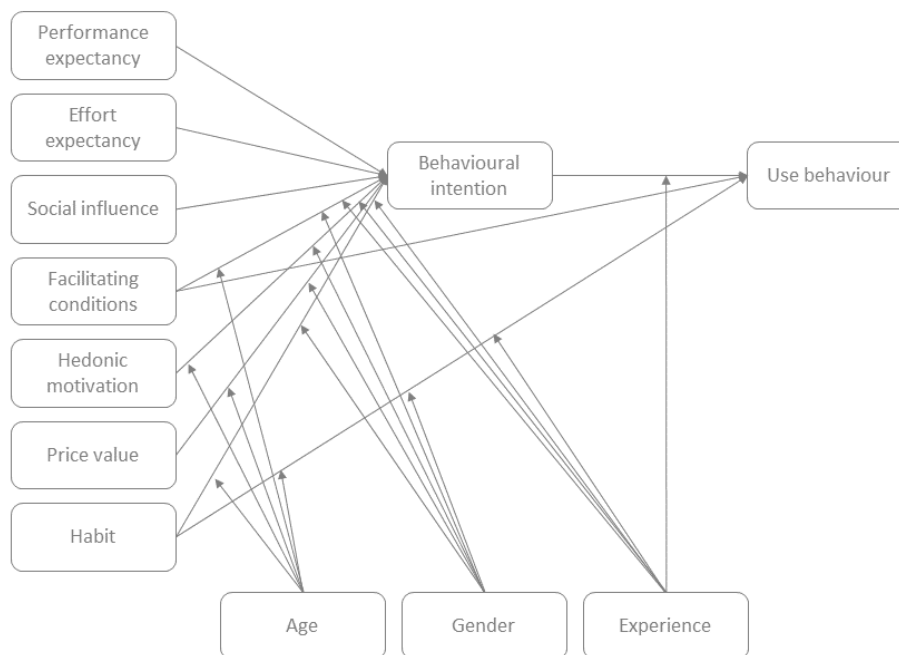 Performance
expectancy
Effort
expectancy
Social influence
Facilitating
conditions
Hedonic
motivation
Price value
Habit
Behavioural
intention
Use behaviour
Age
Gender
Experience